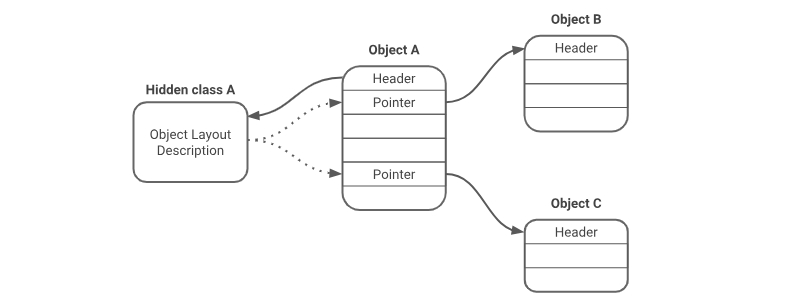 Hidden class A
Object Layout
Description
Object A
Header
Pointer
Pointer
Object B
Header
Object C
Header